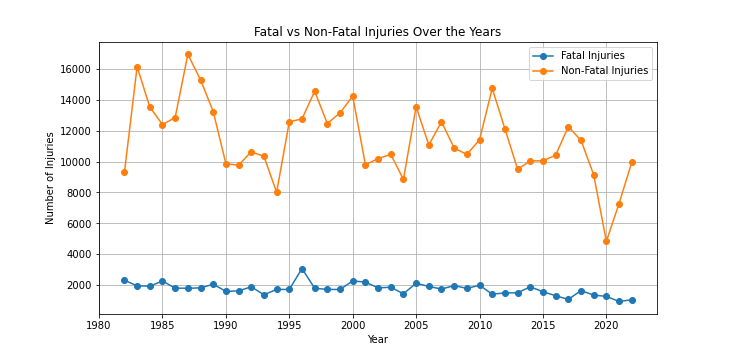 Fatal vs Non-Fatal Injuries Over the Years
Fatal Injuries
Non-Fatal Injuries
Number of Injuries
16000
14000
12000
10000
8000
6000
4000
2000
1980 1985 1990 1995 2000 2005 2010 2015 2020
Year